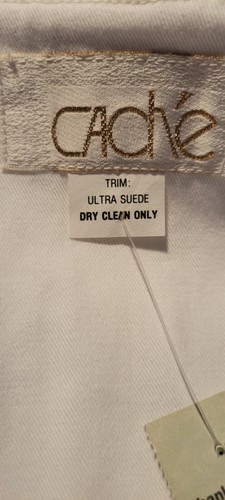 CAché
TRIM:
ULTRA SUEDE
DRY CLEAN ONLY